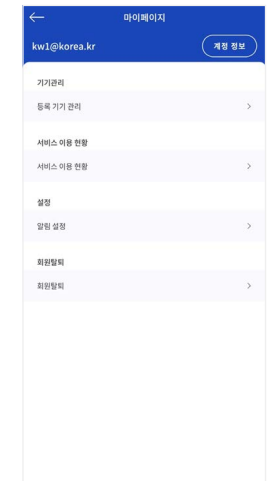 마이페이지
kw1@korea.kr
계정 정보
기기관리
등록 기기 관리
서비스 이용 현황
서비스 이용 현황
설정
알림 설정
회원탈퇴
회원탈퇴